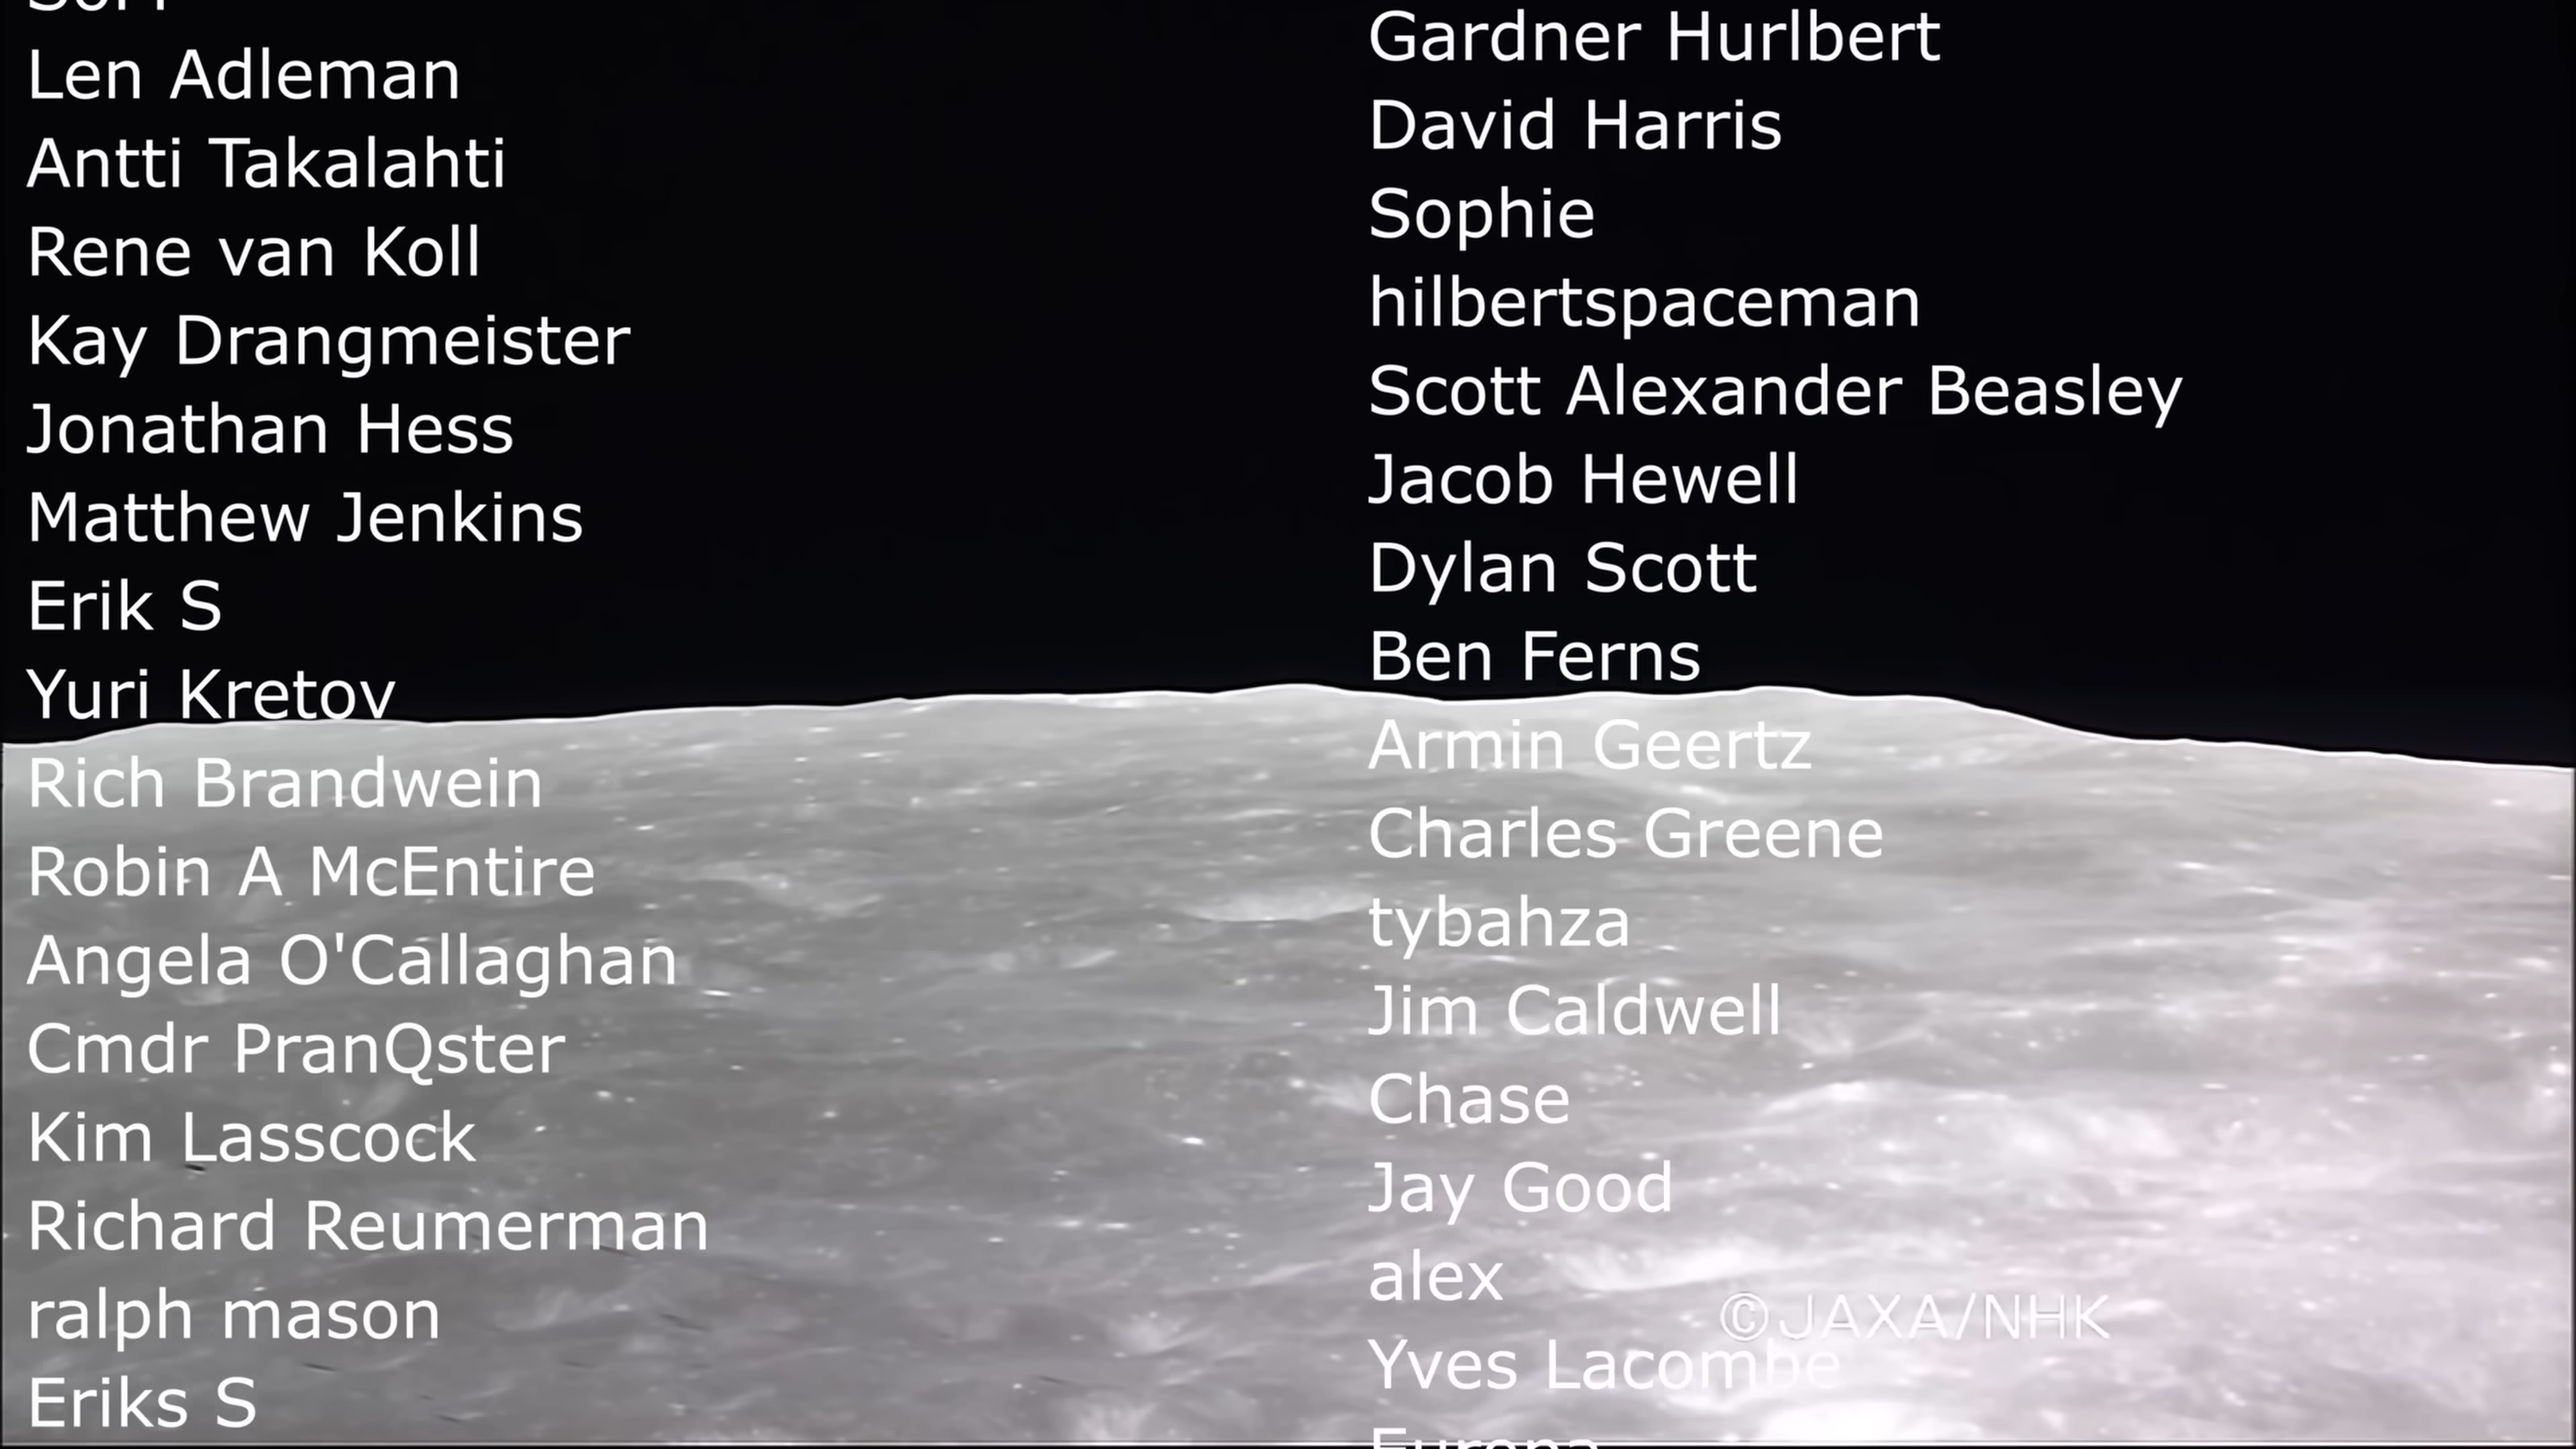 Len Adleman
Antti Takalahti
Rene van Koll
Kay Drangmeister
Jonathan Hess
Matthew Jenkins
Erik S
Yuri Kretov
Rich Brandwein
Robin A McEntire
Angela O'Callaghan
Cmdr PranQster
Kim Lasscock
Richard Reumerman
ralph mason
Eriks S
Gardner Hurlbert
David Harris
Sophie
hilbertspaceman
Scott Alexander Beasley
Jacob Hewell
Dylan Scott
Ben Ferns
Armin Geertz
Charles Greene
tybahza
Jim Caldwell
Chase
Jay Good
alex
©JAXA/NHK
Yves Lacombe
Europa